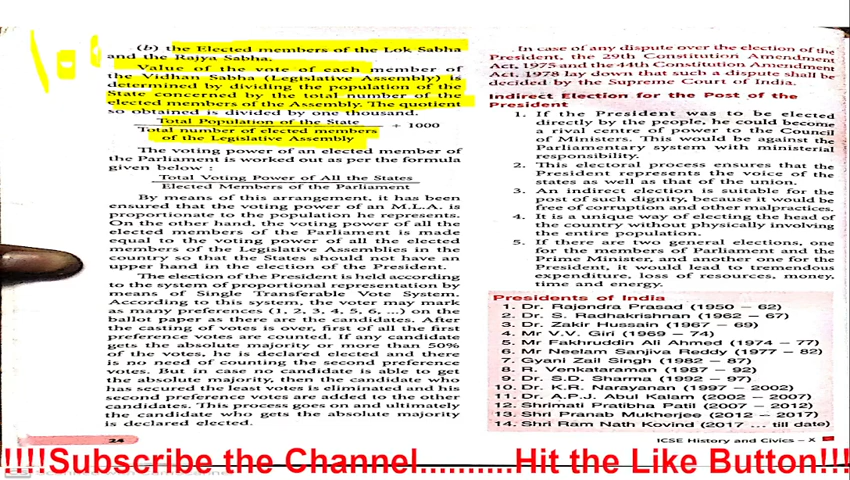 (b) the Elected members of the Lok Sabha
and the Rajya Sabha.
Value of the vote of each member of
the Vidhan Sabha (Legislative Assembly) is
determined by dividing the population of the
State concerned by the total number of the
elected members of the Assembly. The quotient
so obtained is divided by one thousand.
Total Population of the State
Total number of elected members
of the Legislative Assembly
÷ 1000
The voting power of an elected member of
the Parliament is worked out as per the formula
given below :
Total Voting Power of All the States
Elected Members of the Parliament
By means of this arrangement, it has been
ensured that the voting power of an M.L.A. is
proportionate to the population he represents.
On the other hand, the voting power of all the
elected members of the Parliament is made
equal to the voting power of all the elected
members of the Legislative Assemblies in the
country so that the States should not have an
upper hand in the election of the President.
The election of the President is held according
to the system of proportional representation by
means of Single Transferable Vote System.
According to this system, the voter may mark
as many preferences (1, 2, 3, 4, 5, 6, ...) on the
ballot paper as there are the candidates. After
the casting of votes is over, first of all the first
preference votes are counted. If any candidate
gets the absolute majority or more than 50%
of the votes, he is declared elected and there
is no need of counting the second preference
votes. But in case no candidate is able to get
the absolute majority, then the candidate who
has secured the least votes is eliminated and his
second preference votes are added to the other
candidates. This process goes on and ultimately
the candidate who gets the absolute majority
is declared elected.
24
In case of any dispute over the election of the
President, the 29th Constitution Amendment
Act, 1975 and the 44th Constitution Amendment
Act, 1978 lay down that such a dispute shall be
decided by the Supreme Court of India.
Indirect Election for the Post of the
President
1. If the President was to be elected
directly by the people, he could become
a rival centre of power to the Council
of Ministers. This would be against the
Parliamentary system with ministerial
responsibility.
2. This electoral process ensures that the
President represents the voice of the
states as well as that of the union.
3. An indirect election is suitable for the
post of such dignity, because it would be
free of corruption and other malpractices.
4. It is a unique way of electing the head of
the country without physically involving
the entire population.
5. If there are two general elections, one
for the members of Parliament and the
Prime Minister, and another one for the
President, it would lead to tremendous
expenditure, loss of resources, money,
time and energy.
Presidents of India
1. Dr. Rajendra Prasad (1950 – 62)
2. Dr. S. Radhakrishnan (1962 – 67)
3. Dr. Zakir Hussain (1967 – 69)
4. Mr V.V. Giri (1969 – 74)
5. Mr Fakhruddin Ali Ahmed (1974 – 77)
6. Mr Neelam Sanjiva Reddy (1977 – 82)
7. Gyani Zail Singh (1982 – 87)
8. R. Venkataraman (1987 – 92)
9. Dr. S.D. Sharma (1992 – 97)
10. Dr. K.R. Narayanan (1997 – 2002)
11. Dr. A.P.J. Abul Kalam (2002 – 2007)
12. Shrimati Pratibha Patil (2007 – 2012)
13. Shri Pranab Mukherjee (2012 – 2017)
14. Shri Ram Nath Kovind (2017 ... till date)
ICSE History and Civics – X
!!!!Subscribe the Channel..........Hit the Like Button!!!